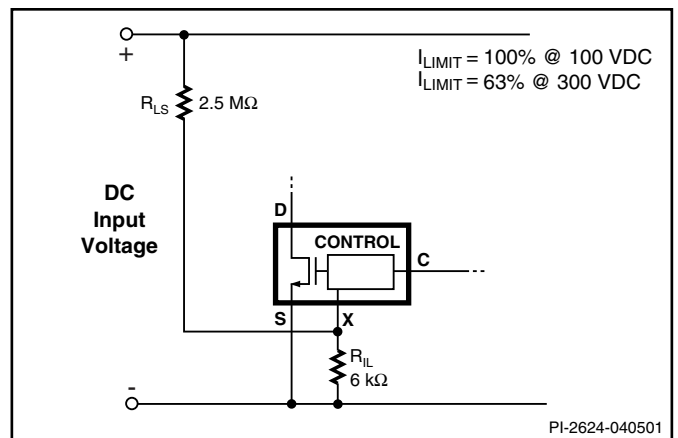 +
I_LIMIT = 100% @ 100 VDC
I_LIMIT = 63% @ 300 VDC
R_LS 2.5 MΩ
DC
Input
Voltage
D
CONTROL
C
S
X
R_IL
6 kΩ
-
PI-2624-040501